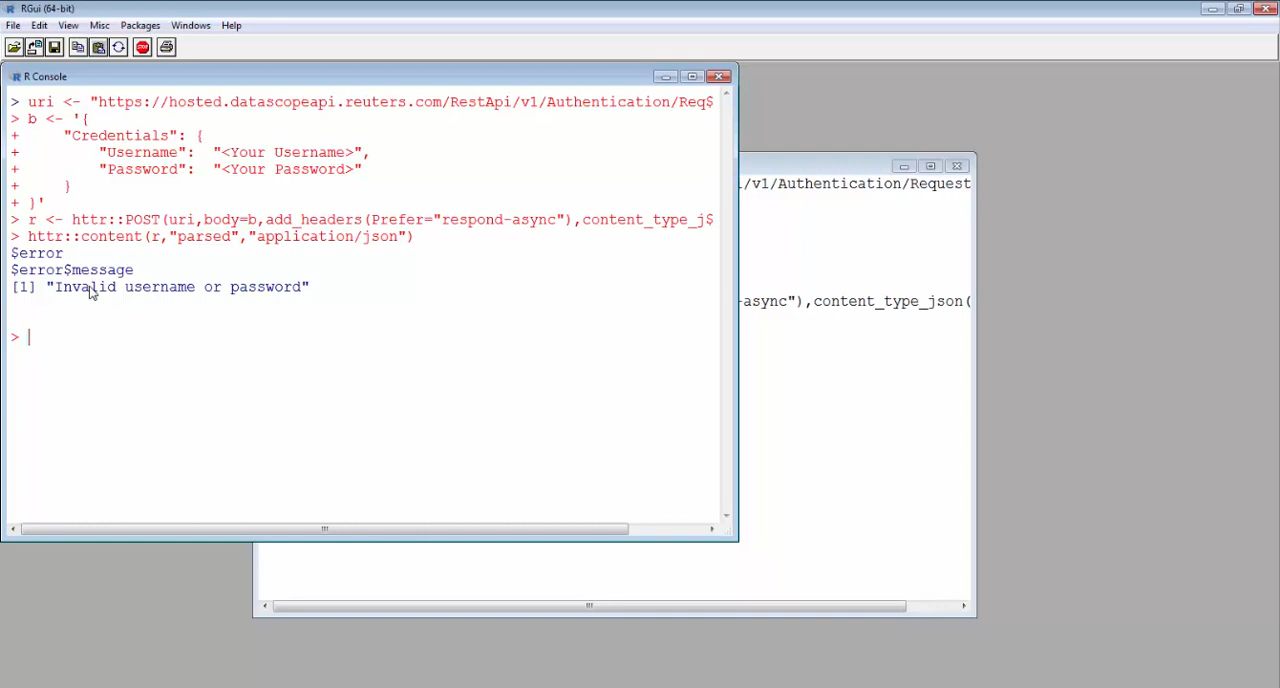 RGui (64-bit)
File Edit View Misc Packages Windows Help
STOP
R Console
> uri <- "https://hosted.datascopeapi.reuters.com/RestApi/v1/Authentication/Req$
> b <- '{
+     "Credentials": {
+         "Username":  "<Your Username>",
+         "Password":  "<Your Password>"
+     }
+ }'
> r <- httr::POST(uri,body=b,add_headers(Prefer="respond-async"),content_type_j$
> httr::content(r,"parsed","application/json")
$error
$error$message
[1] "Invalid username or password"
>
/v1/Authentication/Request
-async"),content_type_json(